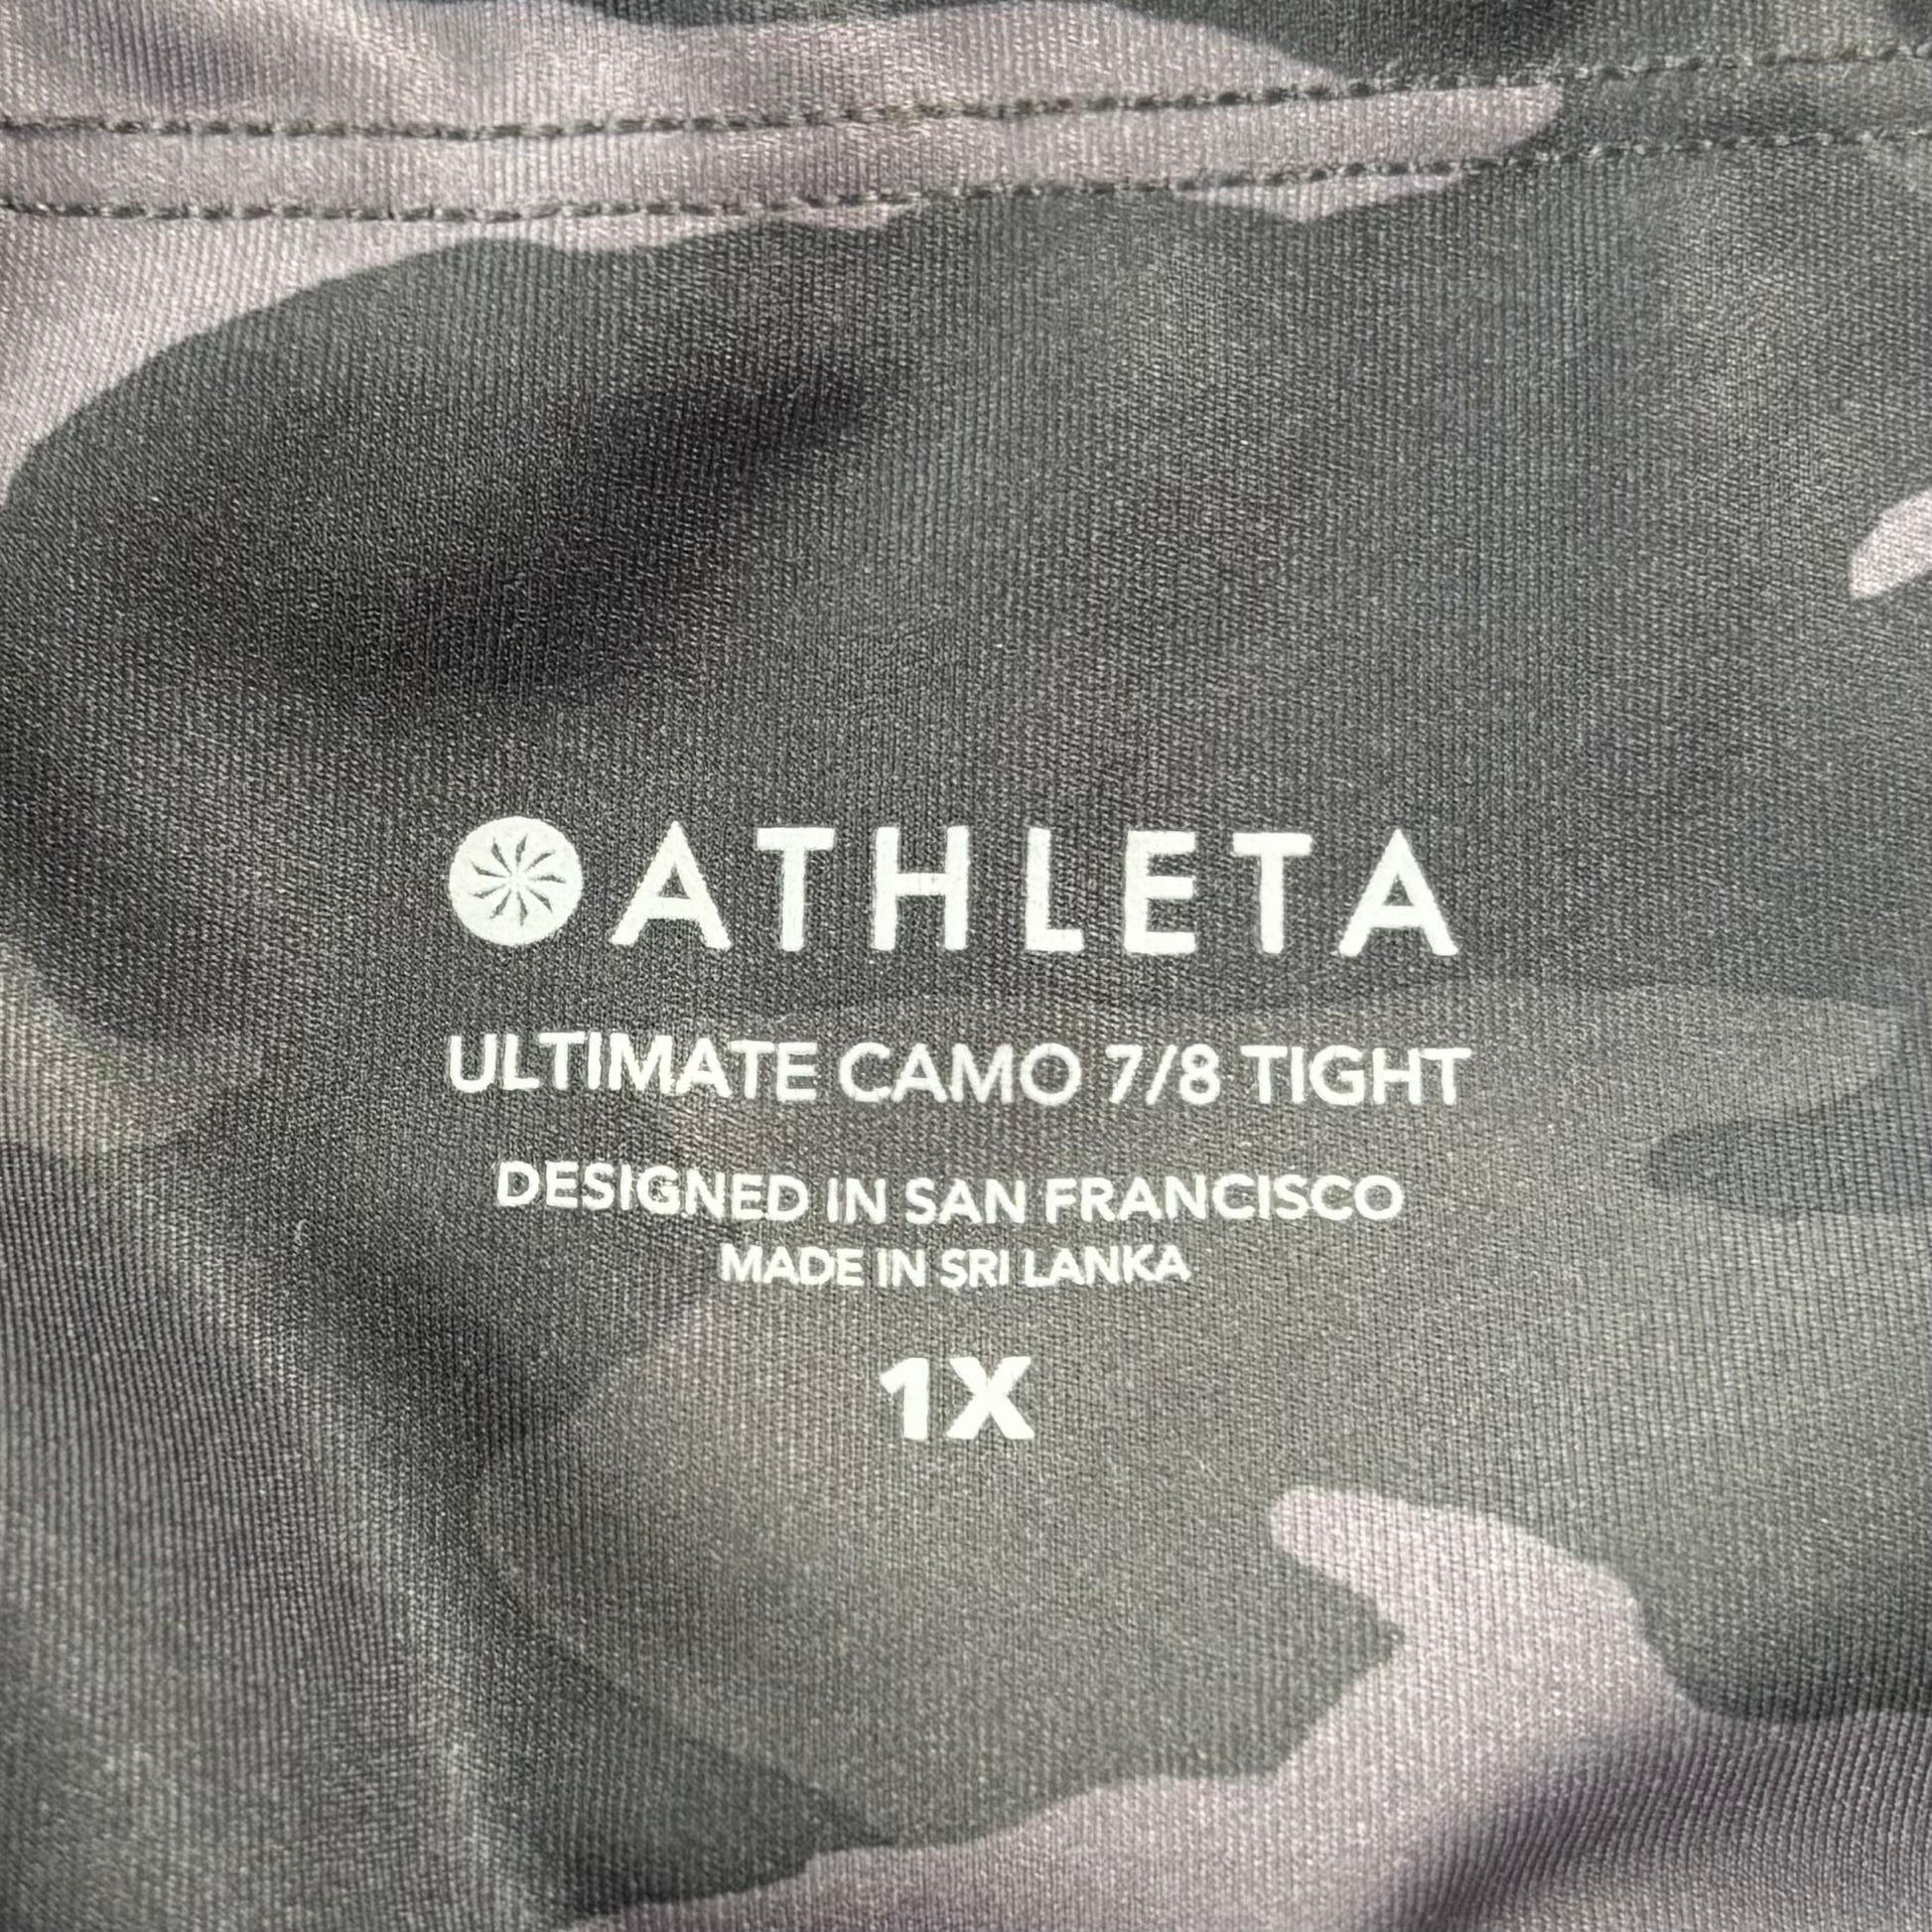 ATHLETA
ULTIMATE CAMO 7/8 TIGHT
DESIGNED IN SAN FRANCISCO
MADE IN SRI LANKA
1X